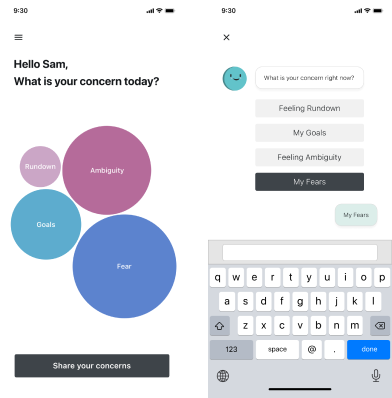 9:30
Hello Sam,
What is your concern today?
Rundown
Ambiguity
Goals
Fear
Share your concerns
9:30
What is your concern right now?
Feeling Rundown
My Goals
Feeling Ambiguity
My Fears
My Fears
q w e r t y u i o p
a s d f g h j k l
z x c v b n m
123 space @ . done